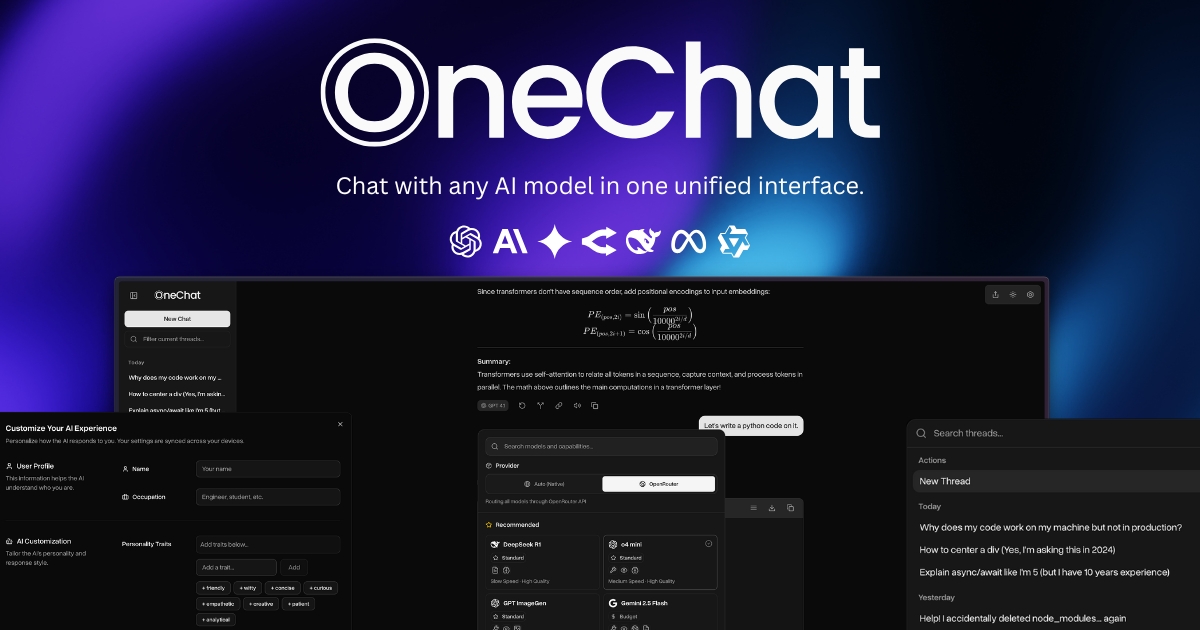 OneChat
Chat with any AI model in one unified interface.
OneChat
New Chat
Filter current threads...
Today
Why does my code work on my ...
How to center a div (Yes, I'm askin...
Explain async/await like I'm 5 (but
Since transformers don't have sequence order, add positional encodings to input embeddings:
PE(pos,2i) = sin (pos / 10000^2i/d)
PE(pos,2i+1) = cos (pos / 10000^2i/d)
Summary:
Transformers use self-attention to relate all tokens in a sequence, capture context, and process tokens in
parallel. The math above outlines the main computations in a transformer layer!
GPT 4.1
Let's write a python code on it.
Customize Your AI Experience
Personalize how the AI responds to you. Your settings are synced across your devices.
User Profile
This information helps the AI
understand who you are.
Name
Your name
Occupation
Engineer, student, etc.
AI Customization
Tailor the AI's personality and
response style.
Personality Traits
Add traits below...
Add a trait...
Add
+ friendly + witty + concise + curious
+ empathetic + creative + patient
+ analytical
Search models and capabilities...
Provider
Auto (Native)
OpenRouter
Routing all models through OpenRouter API
Recommended
DeepSeek R1
Standard
Slow Speed · High Quality
o4 mini
Standard
Medium Speed · High Quality
GPT ImageGen
Standard
Gemini 2.5 Flash
Budget
Search threads...
Actions
New Thread
Today
Why does my code work on my machine but not in production?
How to center a div (Yes, I'm asking this in 2024)
Explain async/await like I'm 5 (but I have 10 years experience)
Yesterday
Help! I accidentally deleted node_modules... again